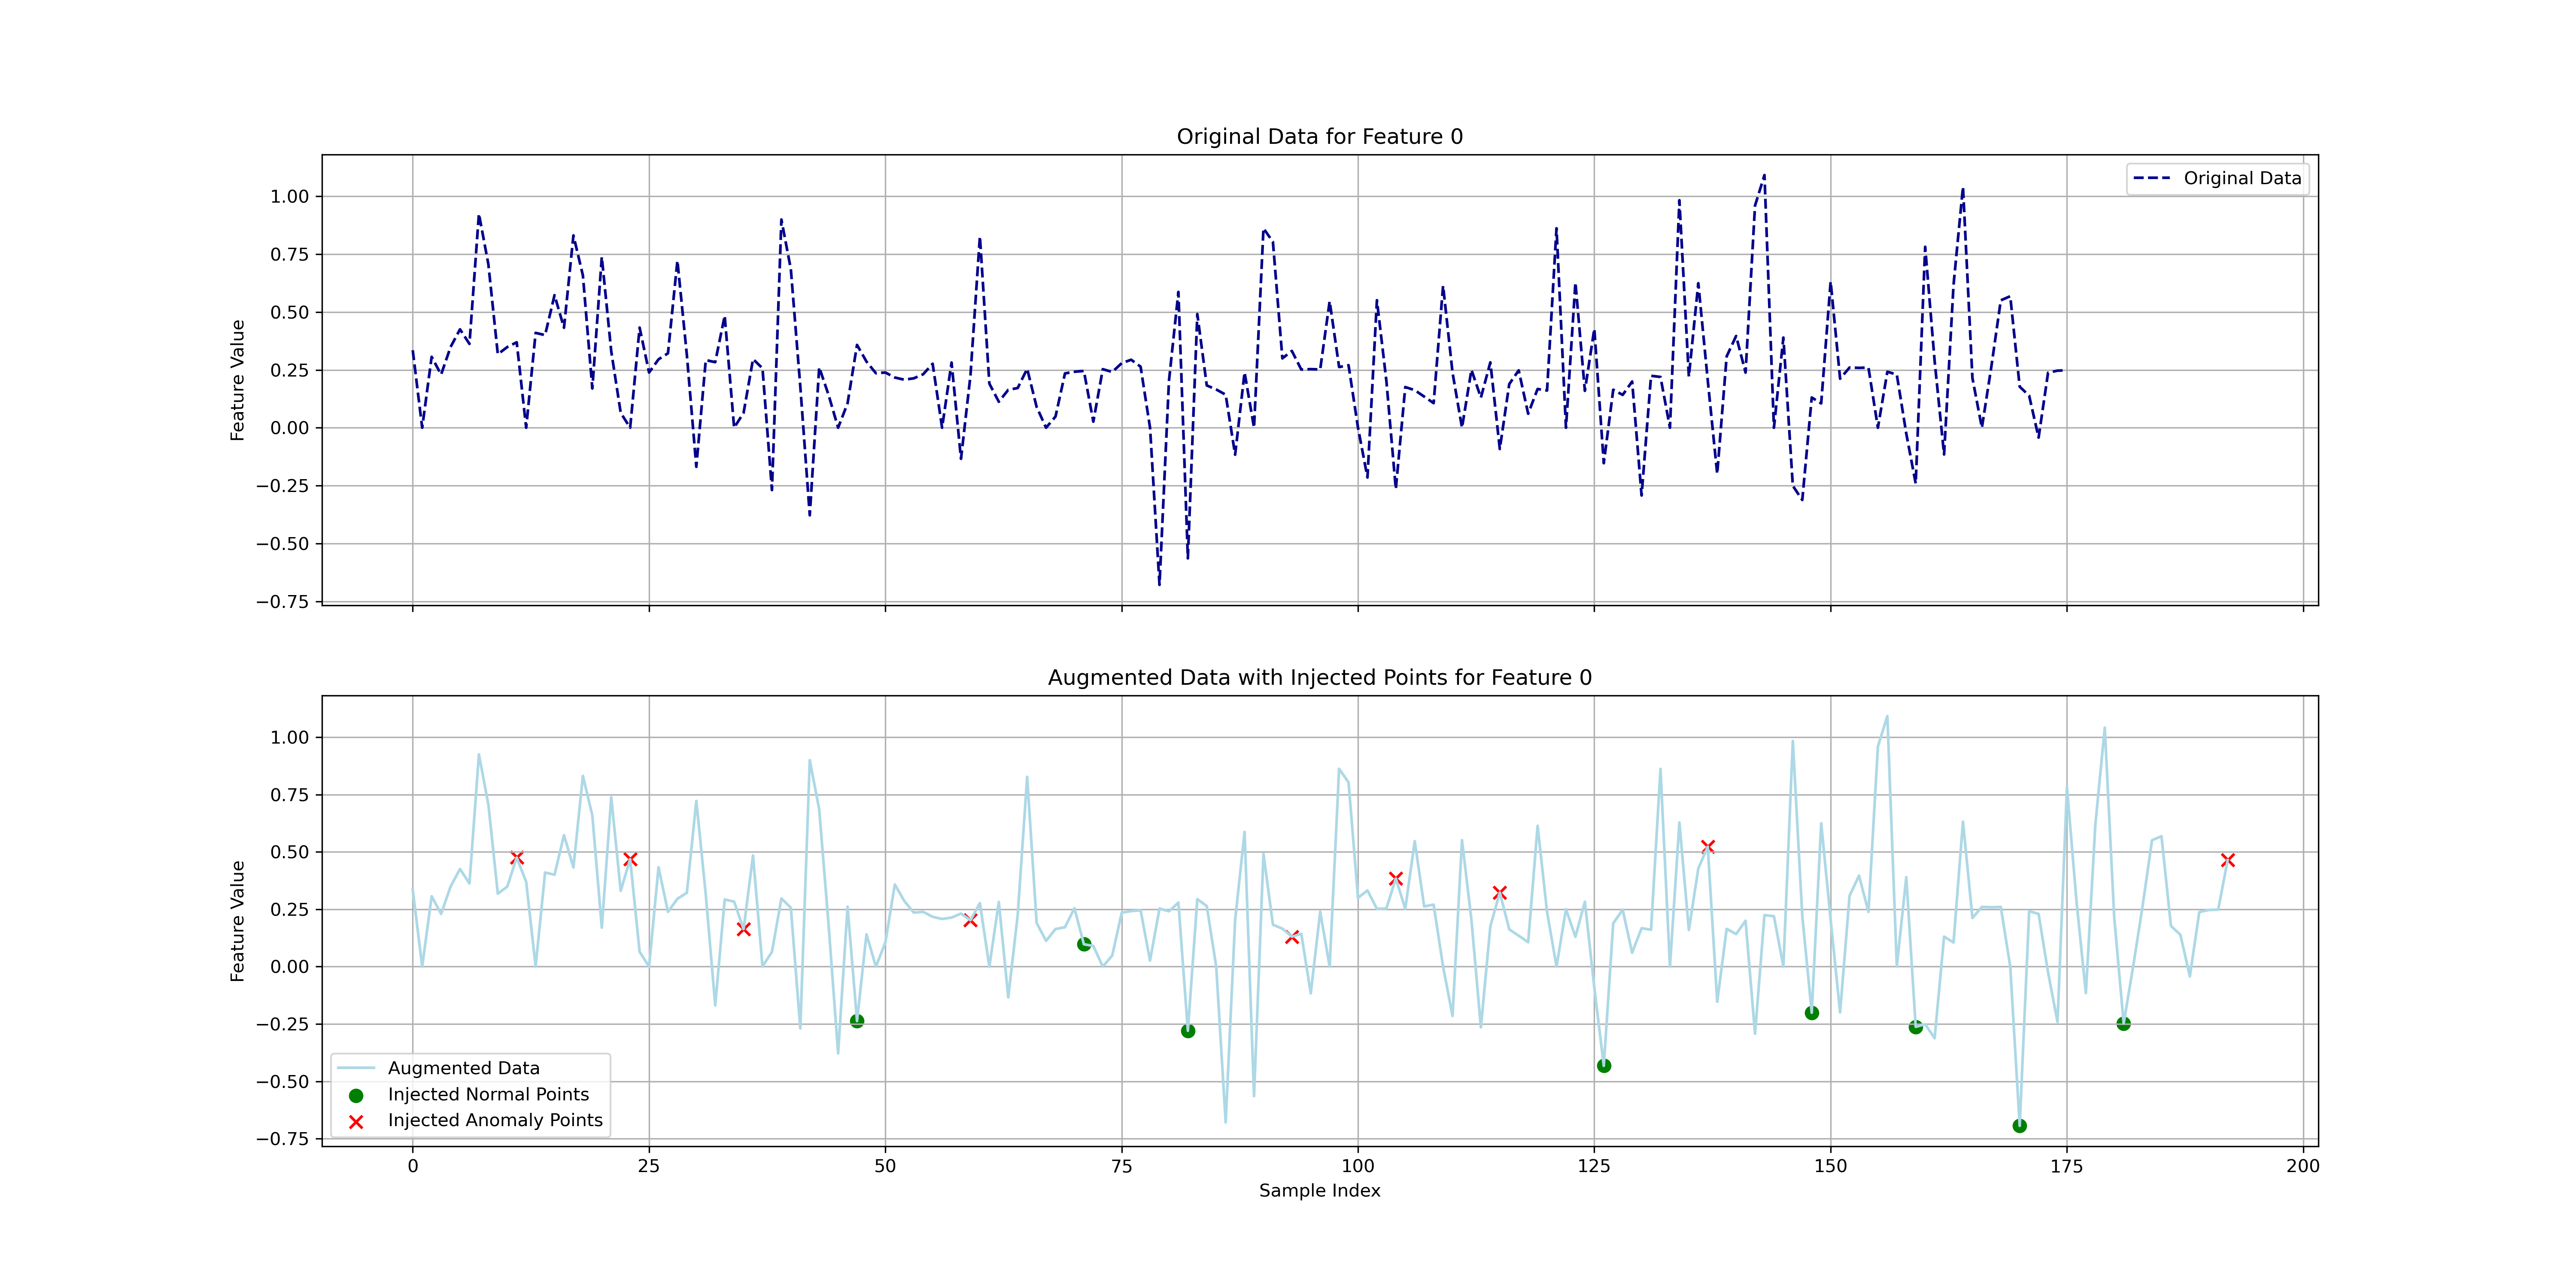 Original Data for Feature 0
Original Data
1.00
0.75
0.50
0.25
0.00
−0.25
−0.50
−0.75
Feature Value
Augmented Data with Injected Points for Feature 0
1.00
0.75
0.50
0.25
0.00
−0.25
−0.50
−0.75
Feature Value
Augmented Data
Injected Normal Points
Injected Anomaly Points
0 25 50 75 100 125 150 175 200
Sample Index